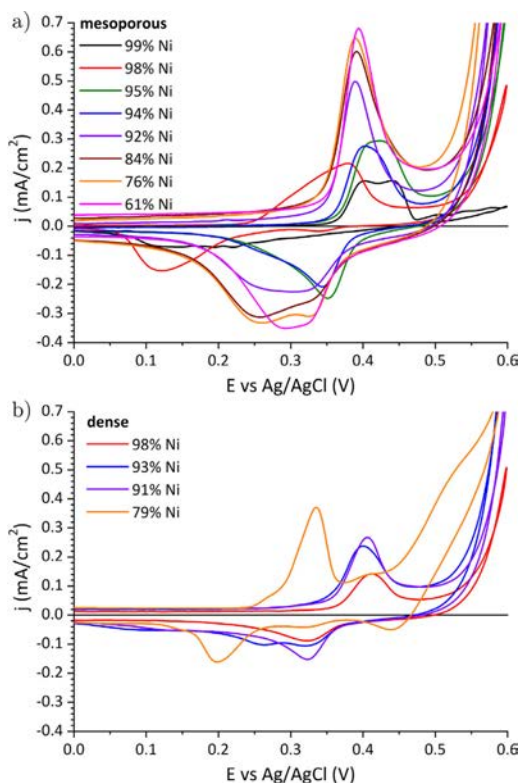 a)
mesoporous
99% Ni
98% Ni
95% Ni
94% Ni
92% Ni
84% Ni
76% Ni
61% Ni
0.7
0.6
0.5
0.4
0.3
0.2
0.1
0.0
-0.1
-0.2
-0.3
-0.4
j (mA/cm²)
0.0 0.1 0.2 0.3 0.4 0.5 0.6
E vs Ag/AgCl (V)
b)
dense
98% Ni
93% Ni
91% Ni
79% Ni
0.7
0.6
0.5
0.4
0.3
0.2
0.1
0.0
-0.1
-0.2
-0.3
-0.4
j (mA/cm²)
0.0 0.1 0.2 0.3 0.4 0.5 0.6
E vs Ag/AgCl (V)